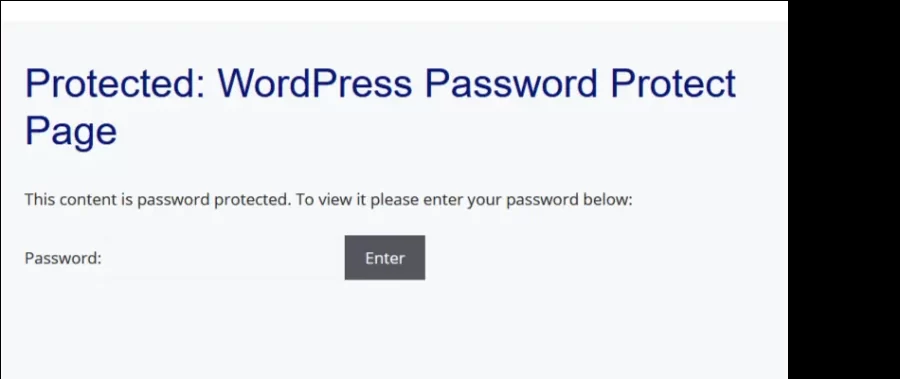 Protected: WordPress Password Protect
Page
This content is password protected. To view it please enter your password below:
Password:
Enter